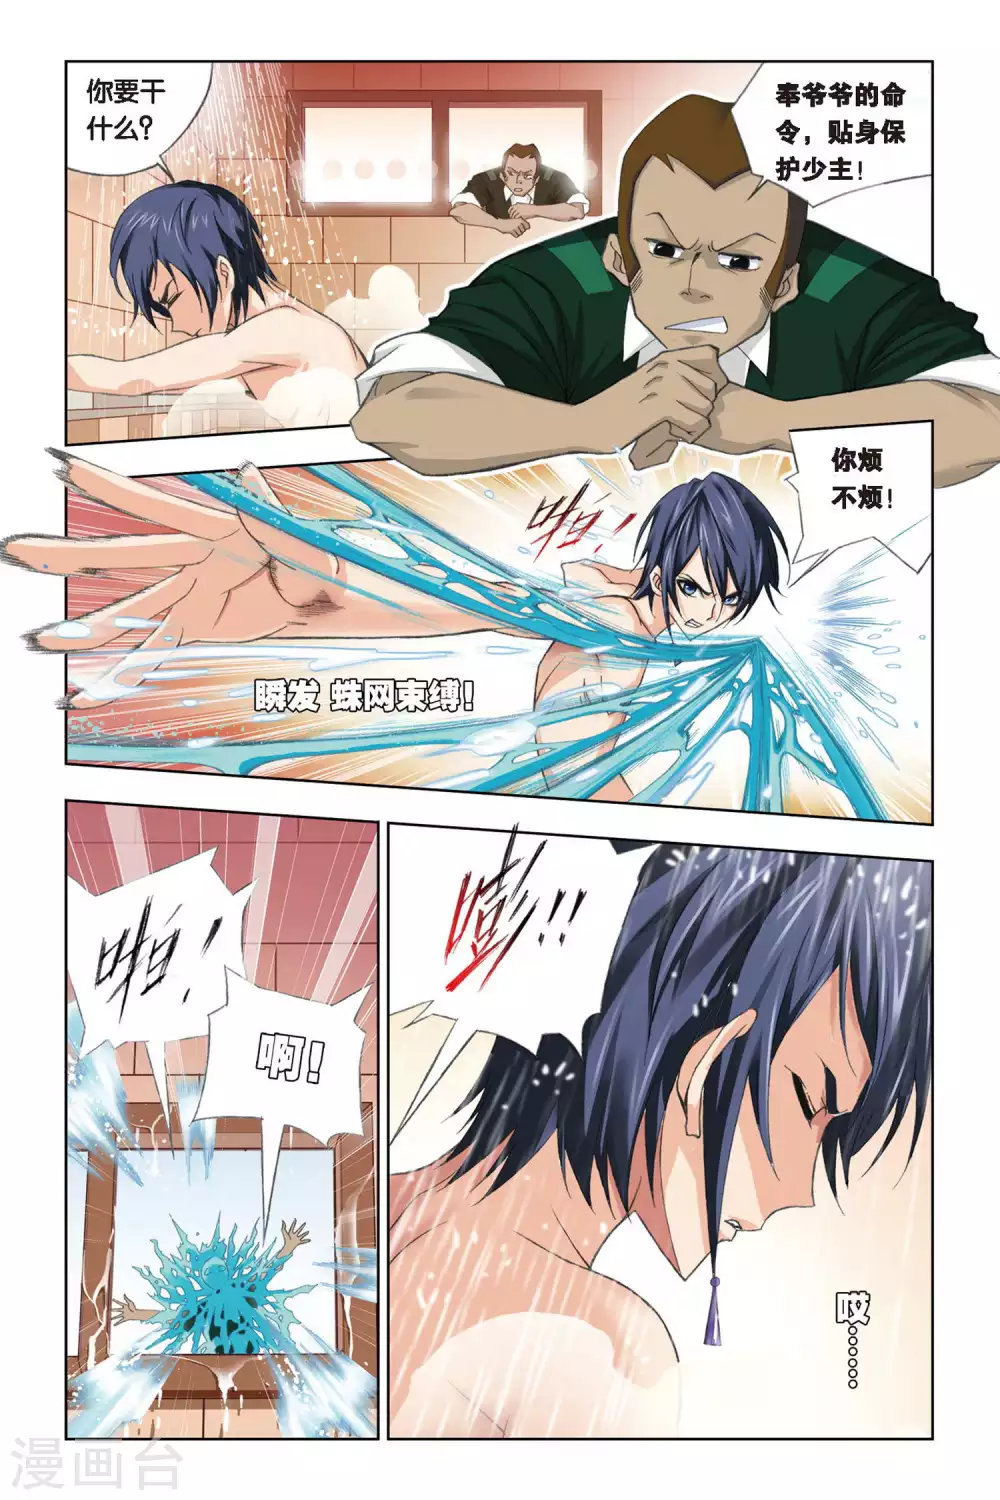 你要干
什么？
奉爷爷的命
令，贴身保
护少主！
你烦
不烦！
啪！
瞬发 蛛网束缚！
啪！
啊！
嘭！！
哎……
漫画台